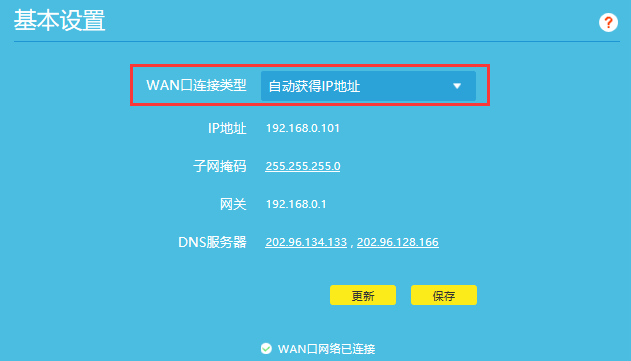 基本设置
?
WAN口连接类型 自动获得IP地址
IP地址 192.168.0.101
子网掩码 255.255.255.0
网关 192.168.0.1
DNS服务器 202.96.134.133 , 202.96.128.166
更新 保存
WAN口网络已连接